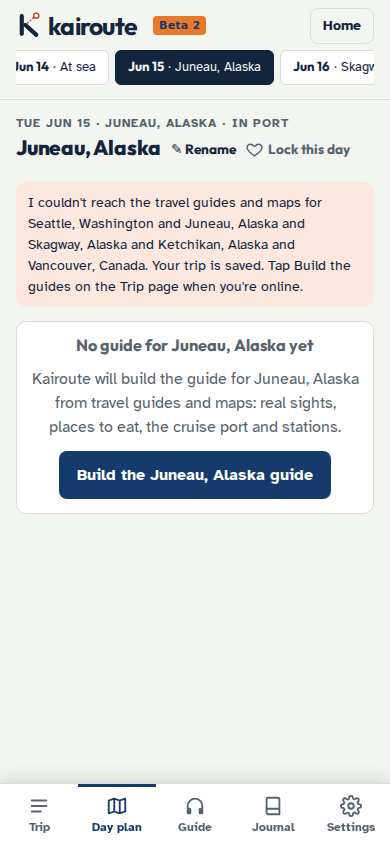 kairoute
Beta 2
Home
Jun 14 · At sea
Jun 15 · Juneau, Alaska
Jun 16 · Skagw
TUE JUN 15 · JUNEAU, ALASKA · IN PORT
Juneau, Alaska
✎ Rename
Lock this day
I couldn't reach the travel guides and maps for
Seattle, Washington and Juneau, Alaska and
Skagway, Alaska and Ketchikan, Alaska and
Vancouver, Canada. Your trip is saved. Tap Build the
guides on the Trip page when you're online.
No guide for Juneau, Alaska yet
Kairoute will build the guide for Juneau, Alaska
from travel guides and maps: real sights,
places to eat, the cruise port and stations.
Build the Juneau, Alaska guide
Trip
Day plan
Guide
Journal
Settings